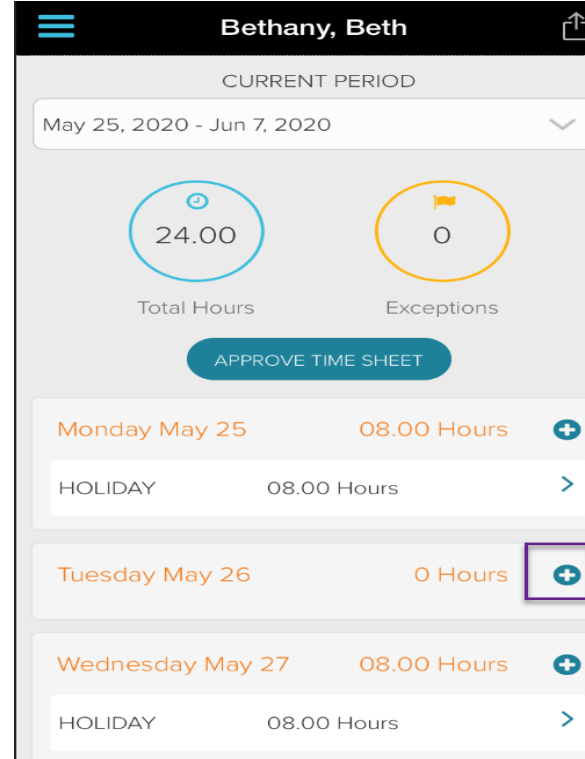 Bethany, Beth
CURRENT PERIOD
May 25, 2020 - Jun 7, 2020
24.00 0
Total Hours Exceptions
APPROVE TIME SHEET
Monday May 25 08.00 Hours
HOLIDAY 08.00 Hours
Tuesday May 26 0 Hours
Wednesday May 27 08.00 Hours
HOLIDAY 08.00 Hours